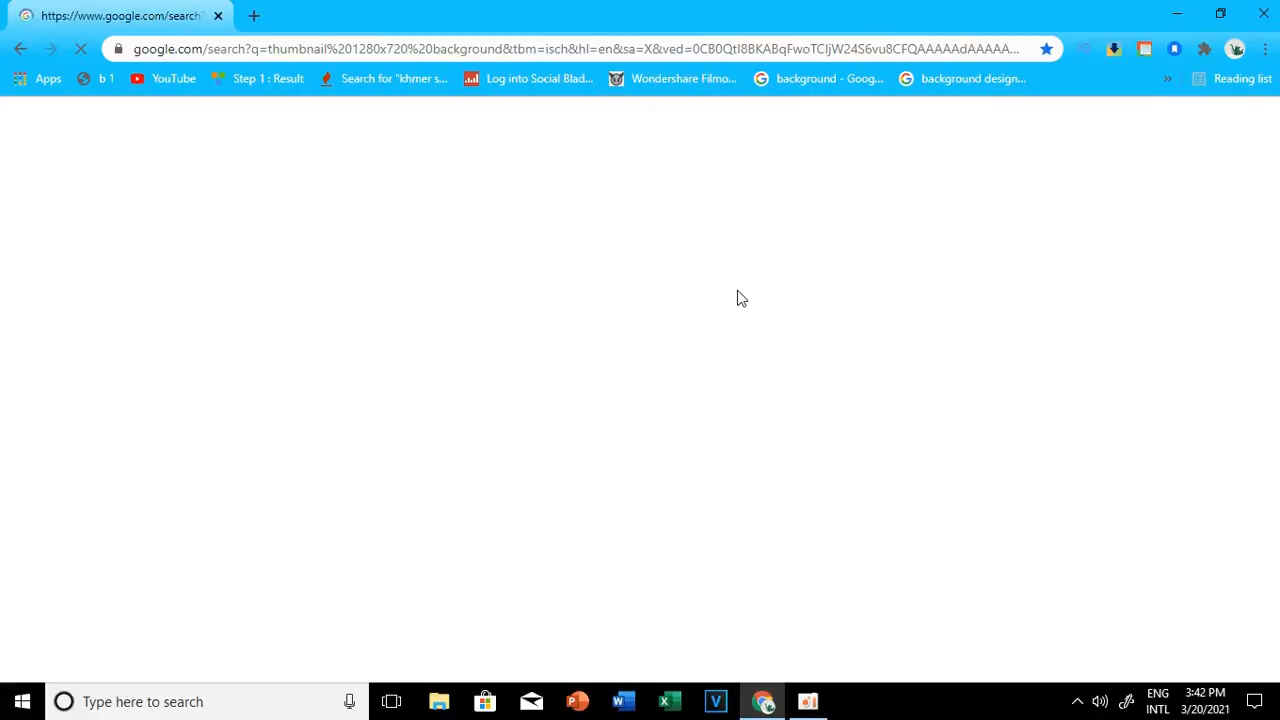 https://www.google.com/search?
google.com/search?q=thumbnail%201280x720%20background&tbm=isch&hl=en&sa=X&ved=0CB0QtI8BKABqFwoTCIjW24S6vu8CFQAAAAAdAAAAA...
Apps b 1 YouTube Step 1 : Result Search for "khmer s... Log into Social Blad... Wondershare Filmo... background - Goog... background design... » Reading list
Type here to search
ENG 3:42 PM
INTL 3/20/2021